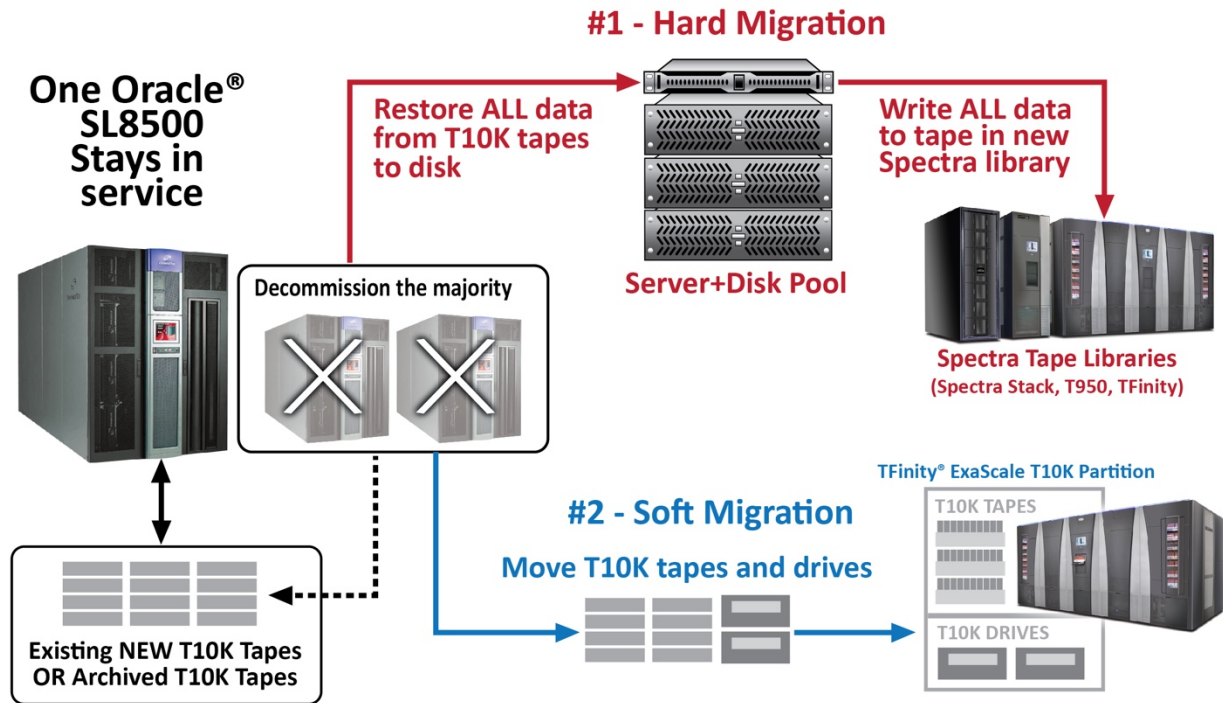 #1 - Hard Migration
One Oracle®
SL8500
Stays in
service
Restore ALL data
from T10K tapes
to disk
Write ALL data
to tape in new
Spectra library
Decommission the majority
Server+Disk Pool
Spectra Tape Libraries
(Spectra Stack, T950, TFinity)
#2 - Soft Migration
Move T10K tapes and drives
TFinity® ExaScale T10K Partition
T10K TAPES
T10K DRIVES
Existing NEW T10K Tapes
OR Archived T10K Tapes